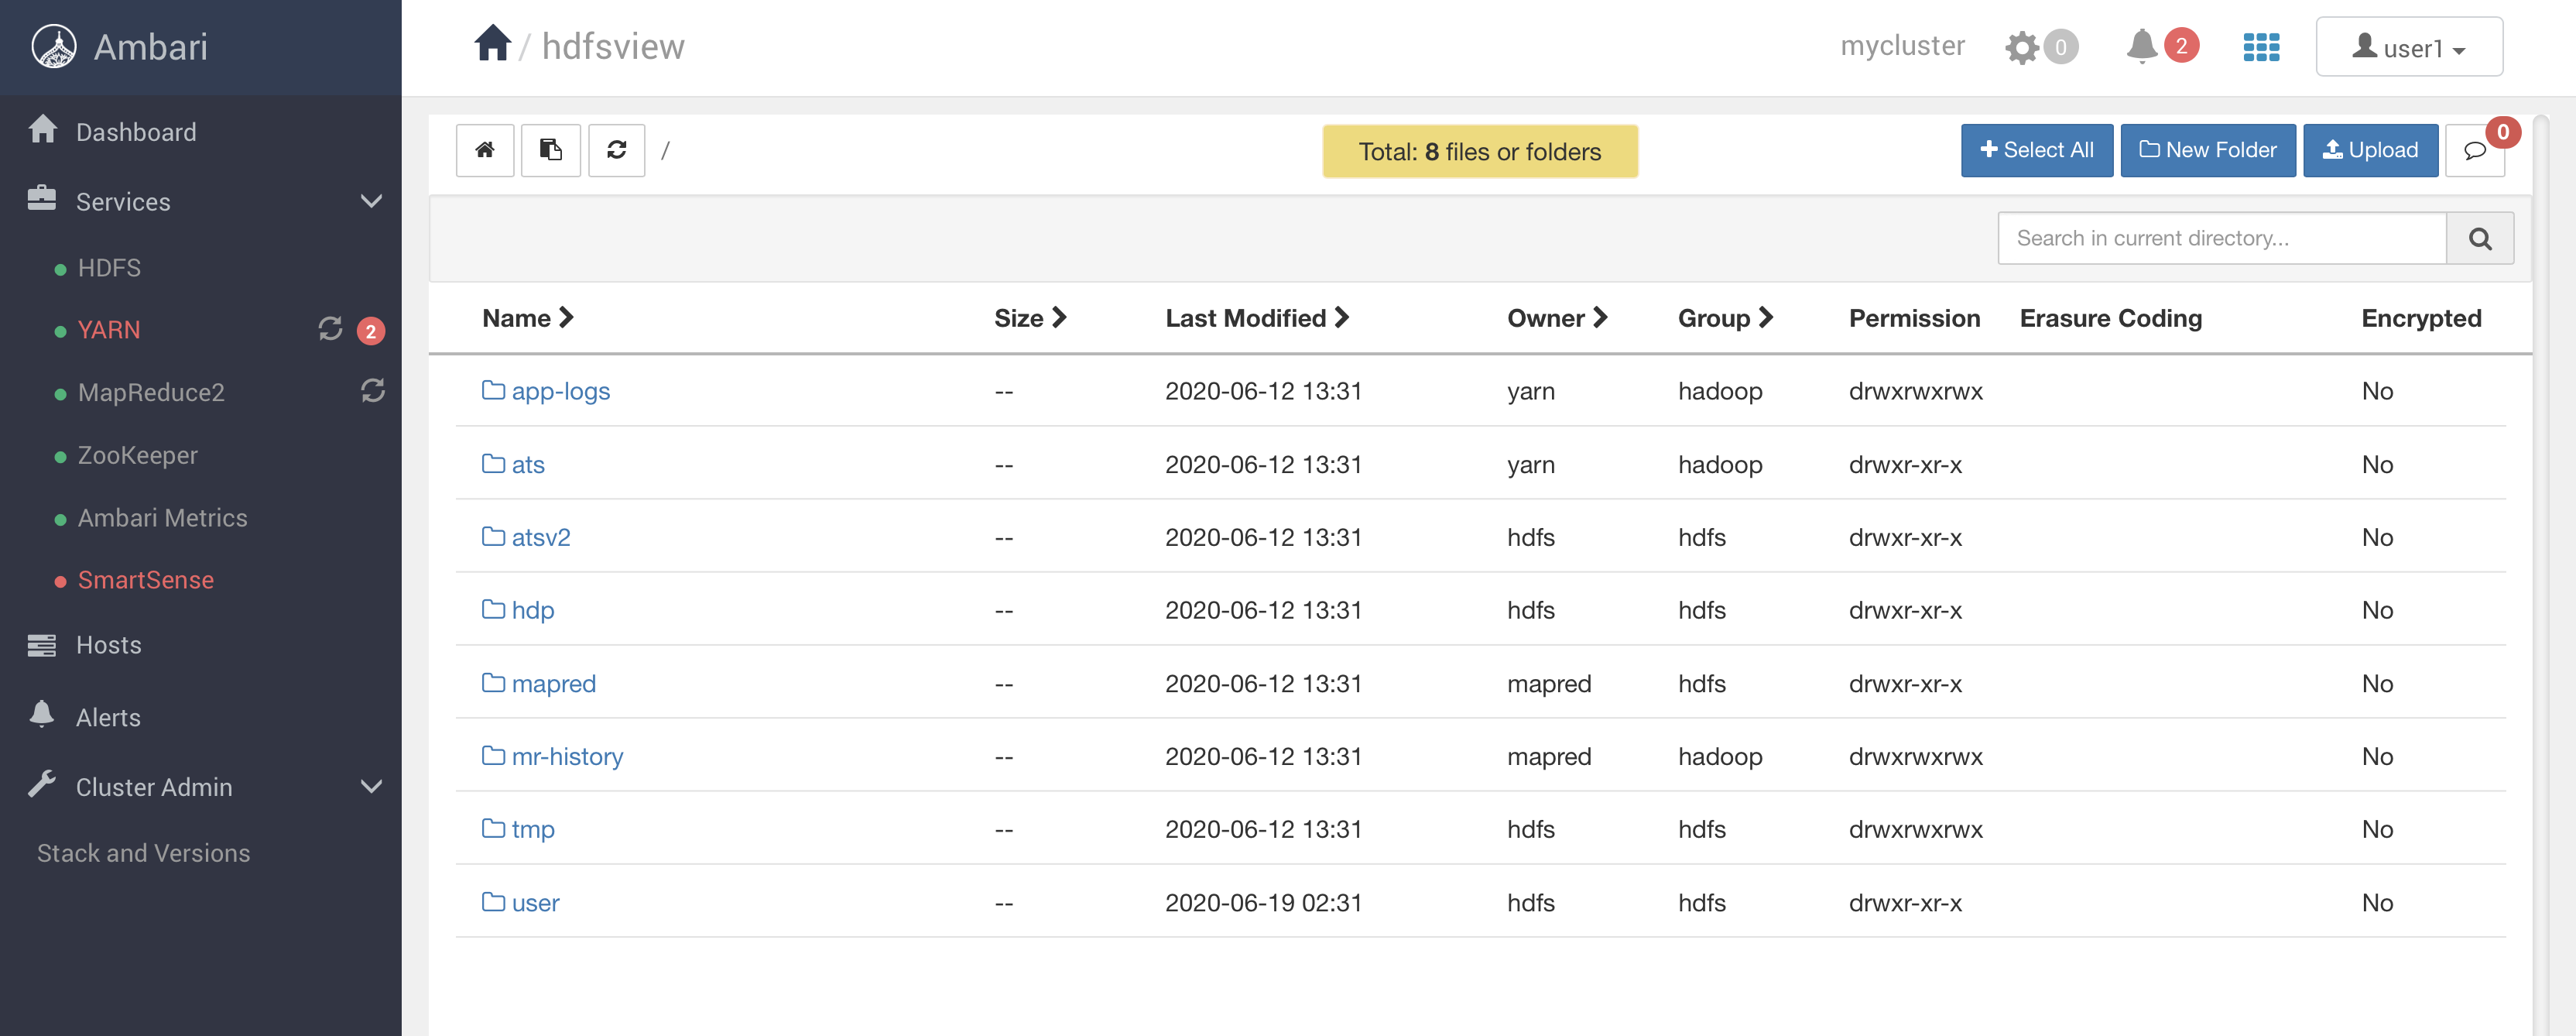 Ambari
/ hdfsview
mycluster 0 2 user1
Dashboard
Services
HDFS
YARN 2
MapReduce2
ZooKeeper
Ambari Metrics
SmartSense
Hosts
Alerts
Cluster Admin
Stack and Versions
/ Total: 8 files or folders Select All New Folder Upload 0
Search in current directory...
Name Size Last Modified Owner Group Permission Erasure Coding Encrypted
app-logs -- 2020-06-12 13:31 yarn hadoop drwxrwxrwx No
ats -- 2020-06-12 13:31 yarn hadoop drwxr-xr-x No
atsv2 -- 2020-06-12 13:31 hdfs hdfs drwxr-xr-x No
hdp -- 2020-06-12 13:31 hdfs hdfs drwxr-xr-x No
mapred -- 2020-06-12 13:31 mapred hdfs drwxr-xr-x No
mr-history -- 2020-06-12 13:31 mapred hadoop drwxrwxrwx No
tmp -- 2020-06-12 13:31 hdfs hdfs drwxrwxrwx No
user -- 2020-06-19 02:31 hdfs hdfs drwxr-xr-x No